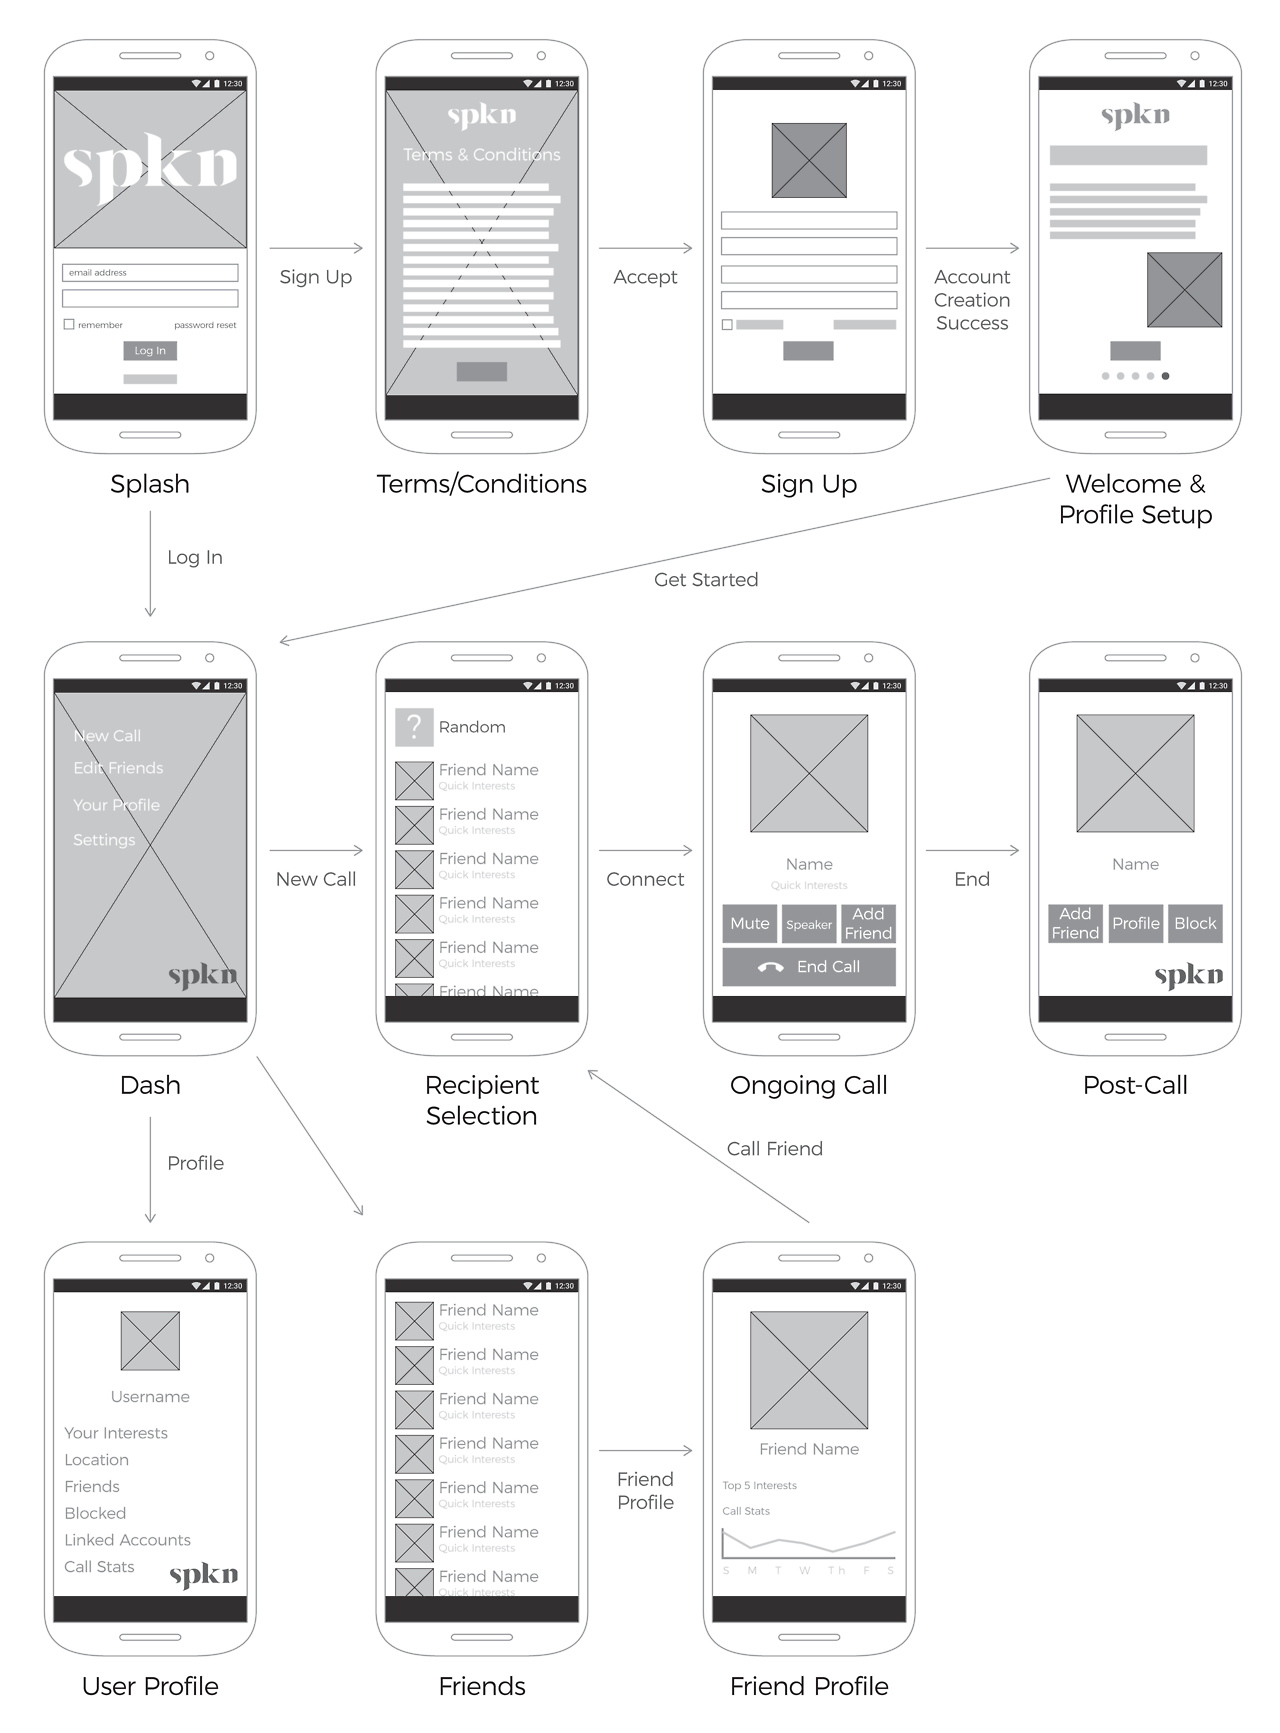 12:30
spkn
email address
remember
password reset
Log In
Splash
Sign Up
12:30
spkn
Terms & Conditions
Terms/Conditions
Accept
12:30
Sign Up
Account
Creation
Success
12:30
spkn
Welcome &
Profile Setup
Log In
Get Started
12:30
New Call
Edit Friends
Your Profile
Settings
spkn
Dash
New Call
12:30
?
Random
Friend Name
Quick Interests
Friend Name
Quick Interests
Friend Name
Quick Interests
Friend Name
Quick Interests
Friend Name
Quick Interests
Friend Name
Recipient
Selection
Connect
12:30
Name
Quick Interests
Mute
Speaker
Add
Friend
End Call
Ongoing Call
End
12:30
Name
Add
Friend
Profile
Block
spkn
Post-Call
Profile
Call Friend
12:30
Username
Your Interests
Location
Friends
Blocked
Linked Accounts
Call Stats
spkn
User Profile
12:30
Friend Name
Quick Interests
Friend Name
Quick Interests
Friend Name
Quick Interests
Friend Name
Quick Interests
Friend Name
Quick Interests
Friend Name
Quick Interests
Friend Name
Quick Interests
Friends
Friend
Profile
12:30
Friend Name
Top 5 Interests
Call Stats
S M T W Th F S
Friend Profile